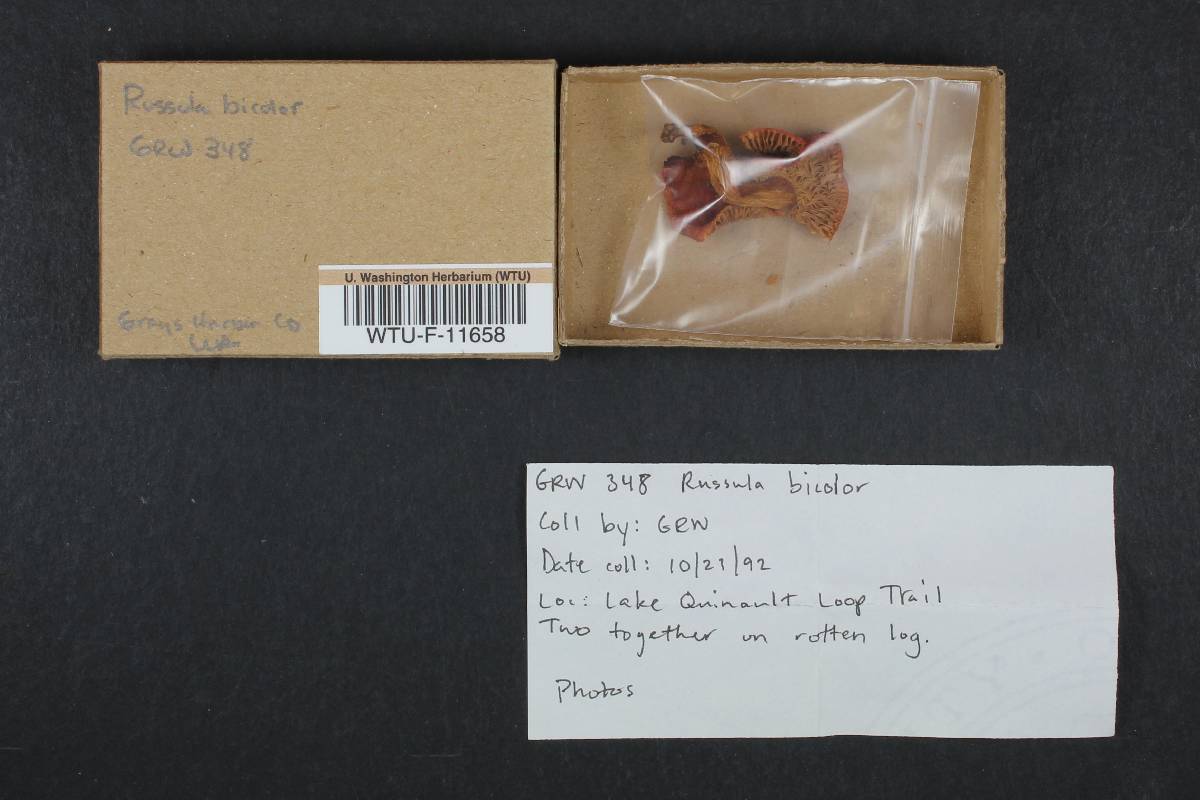 Russula bicolor
GRW 348
Grays Harbor Co
WA
U. Washington Herbarium (WTU)
WTU-F-11658
GRW 348 Russula bicolor
Coll by: GRW
Date coll: 10/21/92
Loc: Lake Quinault Loop Trail
Two together on rotten log.
Photos